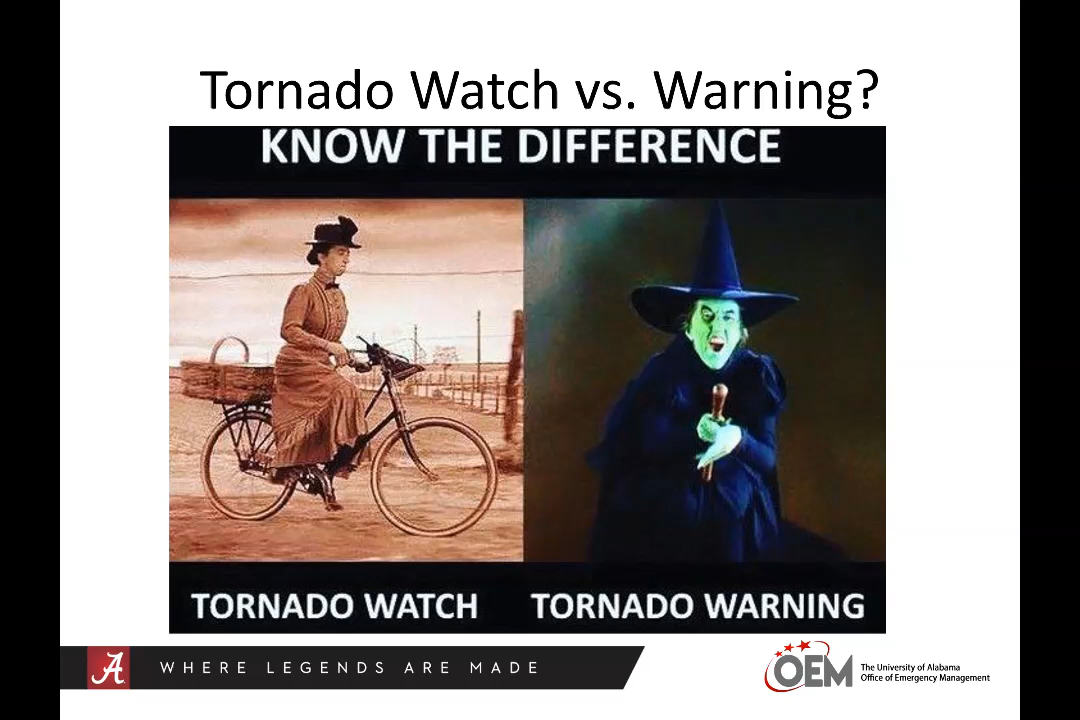 Tornado Watch vs. Warning?
KNOW THE DIFFERENCE
TORNADO WATCH
TORNADO WARNING
A
WHERE LEGENDS ARE MADE
OEM
The University of Alabama
Office of Emergency Management